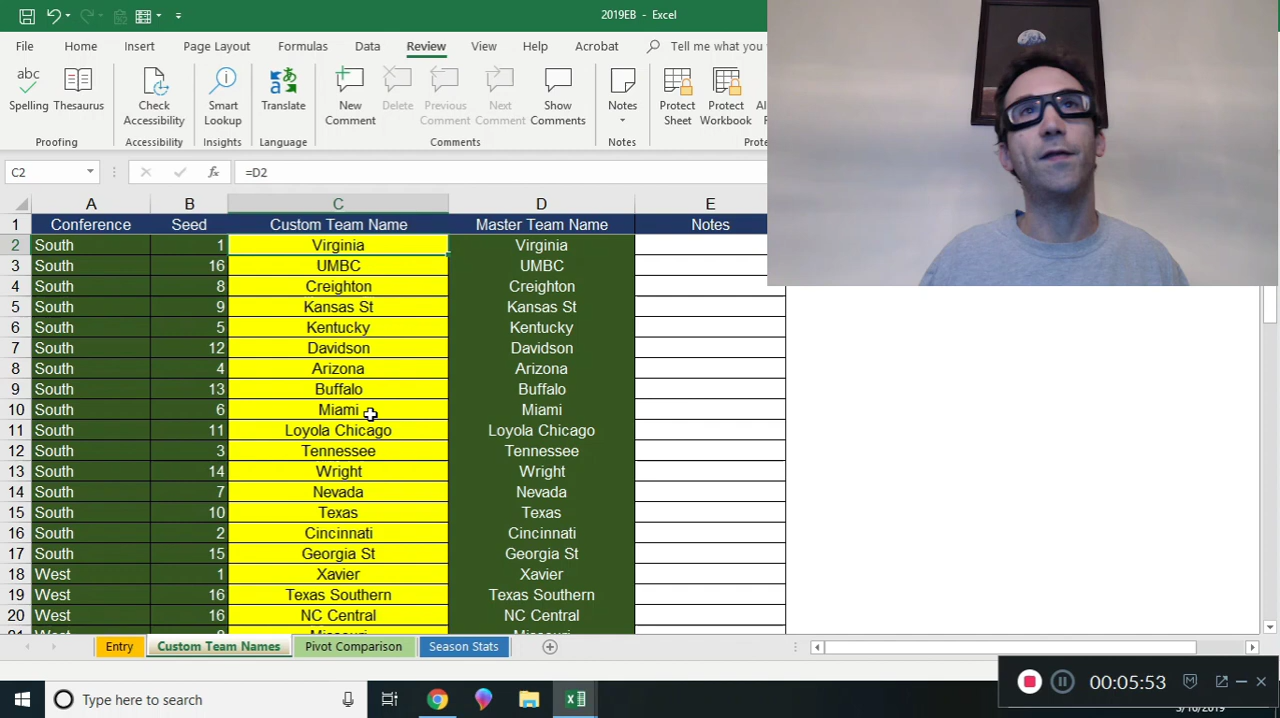 2019EB - Excel
File Home Insert Page Layout Formulas Data Review View Help Acrobat Tell me what you
abc
Spelling Thesaurus Check Accessibility Smart Lookup Translate New Comment Delete Previous Comment Next Comment Show Comments Notes Protect Sheet Protect Workbook
Proofing Accessibility Insights Language Comments Notes
C2 fx =D2
A B C D E
1 Conference Seed Custom Team Name Master Team Name Notes
2 South 1 Virginia Virginia
3 South 16 UMBC UMBC
4 South 8 Creighton Creighton
5 South 9 Kansas St Kansas St
6 South 5 Kentucky Kentucky
7 South 12 Davidson Davidson
8 South 4 Arizona Arizona
9 South 13 Buffalo Buffalo
10 South 6 Miami Miami
11 South 11 Loyola Chicago Loyola Chicago
12 South 3 Tennessee Tennessee
13 South 14 Wright Wright
14 South 7 Nevada Nevada
15 South 10 Texas Texas
16 South 2 Cincinnati Cincinnati
17 South 15 Georgia St Georgia St
18 West 1 Xavier Xavier
19 West 16 Texas Southern Texas Southern
20 West 16 NC Central NC Central
Entry Custom Team Names Pivot Comparison Season Stats
00:05:53
Type here to search